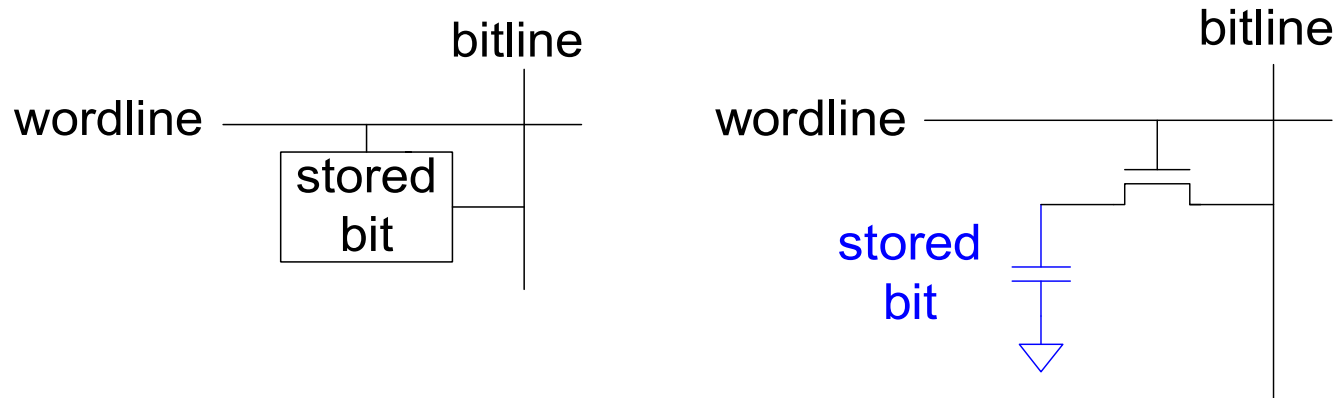 bitline
wordline
stored
bit
bitline
wordline
stored
bit